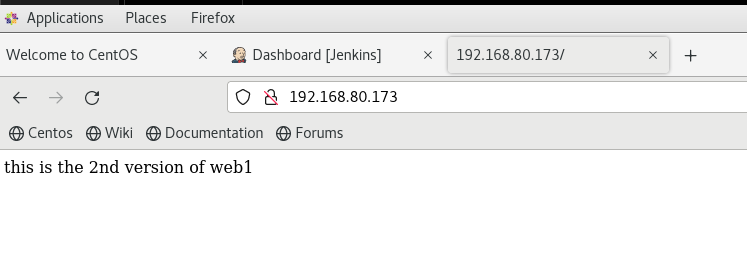 Applications Places Firefox
Welcome to CentOS × Dashboard [Jenkins] × 192.168.80.173/ × +
192.168.80.173
Centos Wiki Documentation Forums
this is the 2nd version of web1